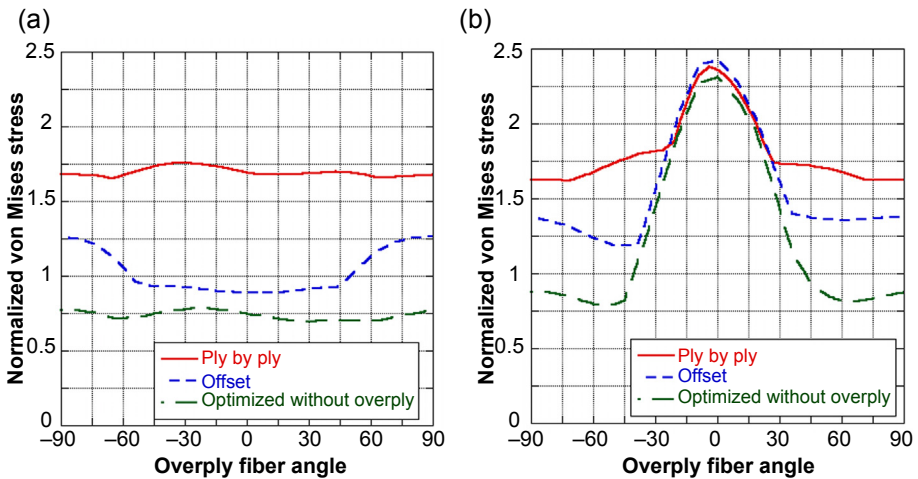 (a)
Normalized von Mises stress
2.5
2
1.5
1
0.5
0
–90 –60 –30 0 30 60 90
Overply fiber angle
Ply by ply
Offset
Optimized without overply
(b)
Normalized von Mises stress
2.5
2
1.5
1
0.5
0
–90 –60 –30 0 30 60 90
Overply fiber angle
Ply by ply
Offset
Optimized without overply